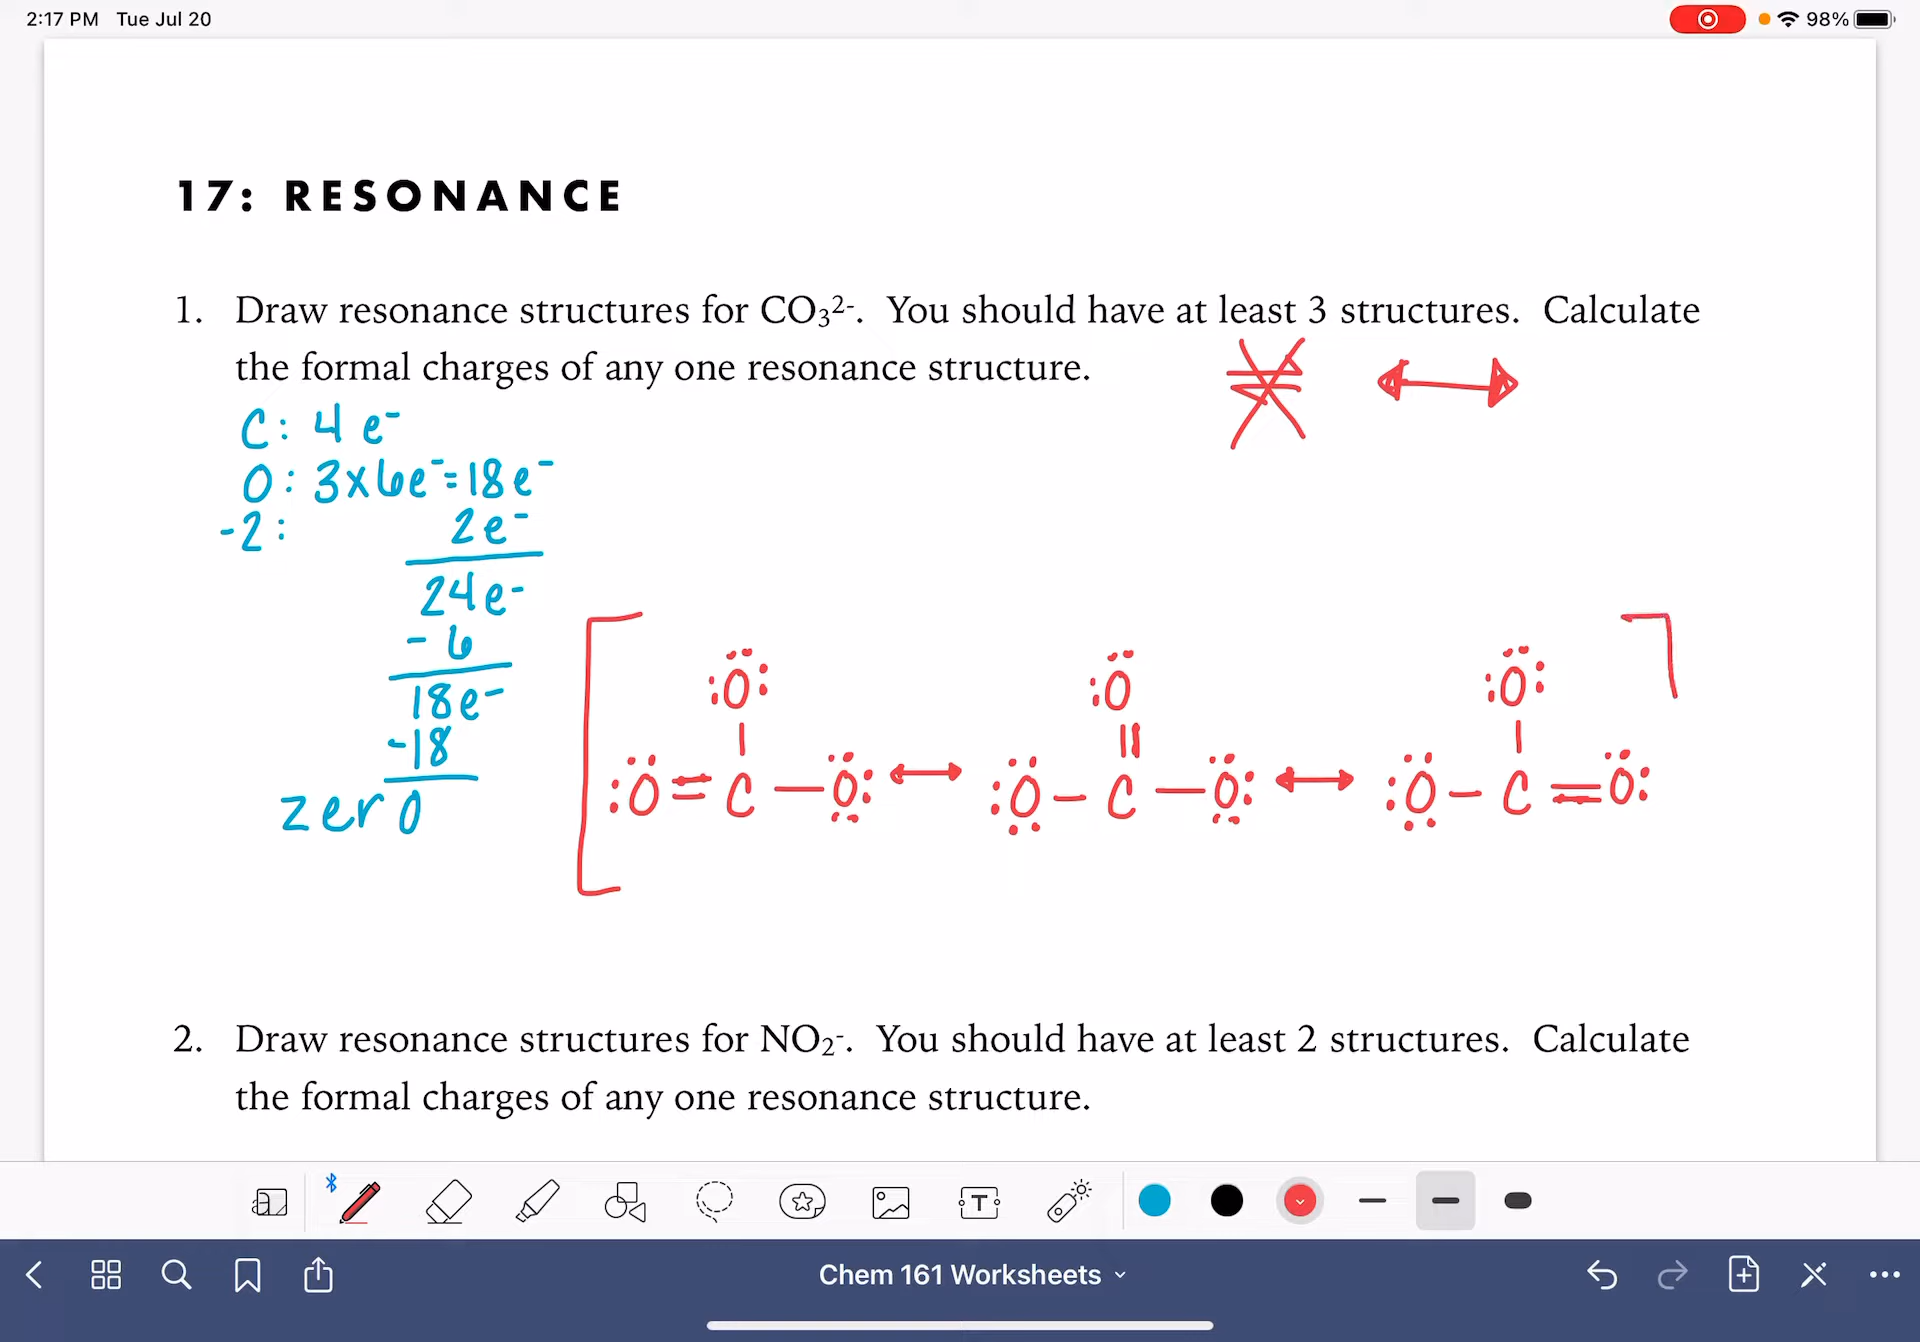 2:17 PM Tue Jul 20 98%
17: RESONANCE
1. Draw resonance structures for CO₃²⁻. You should have at least 3 structures. Calculate
the formal charges of any one resonance structure.
C: 4 e⁻
O: 3x6e⁻=18e⁻
-2: 2e⁻
24e⁻
-6
18e⁻
-18
zero
:Ö: :Ö :Ö:
| || |
:Ö=C—Ö: ↔ :Ö–C—Ö: ↔ :Ö–C=Ö:
2. Draw resonance structures for NO₂⁻. You should have at least 2 structures. Calculate
the formal charges of any one resonance structure.
a T
Chem 161 Worksheets